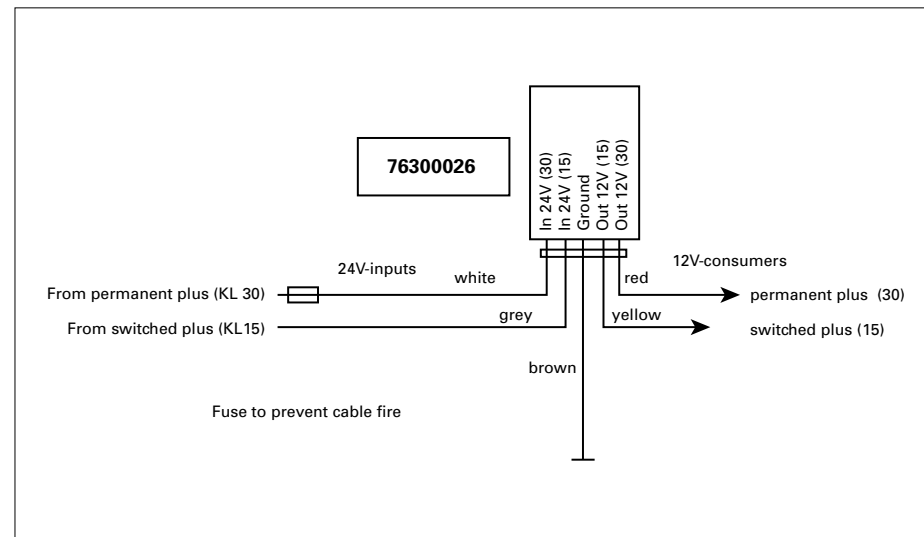 76300026
In 24V (30)
In 24V (15)
Ground
Out 12V (15)
Out 12V (30)
24V-inputs
12V-consumers
white
red
From permanent plus (KL 30)
permanent plus (30)
grey
yellow
From switched plus (KL15)
switched plus (15)
brown
Fuse to prevent cable fire